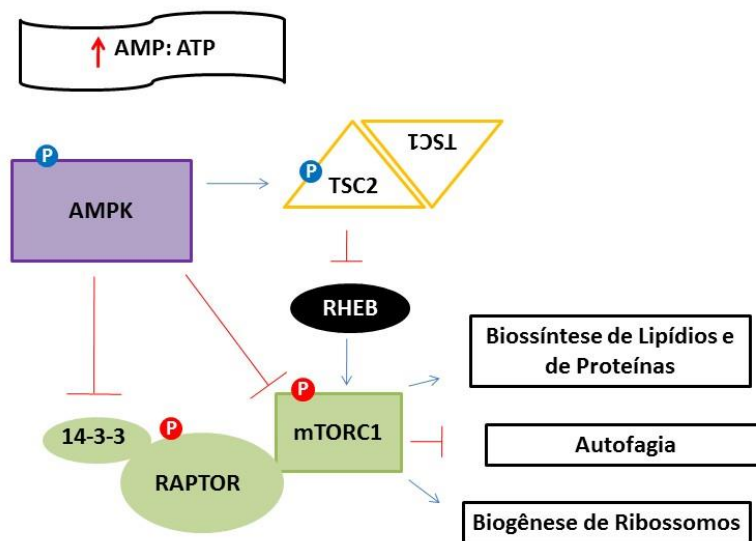 AMP: ATP
P
AMPK
P
TSC2
TSC1
RHEB
P
mTORC1
14-3-3
P
RAPTOR
Biossíntese de Lipídios e
de Proteínas
Autofagia
Biogênese de Ribossomos